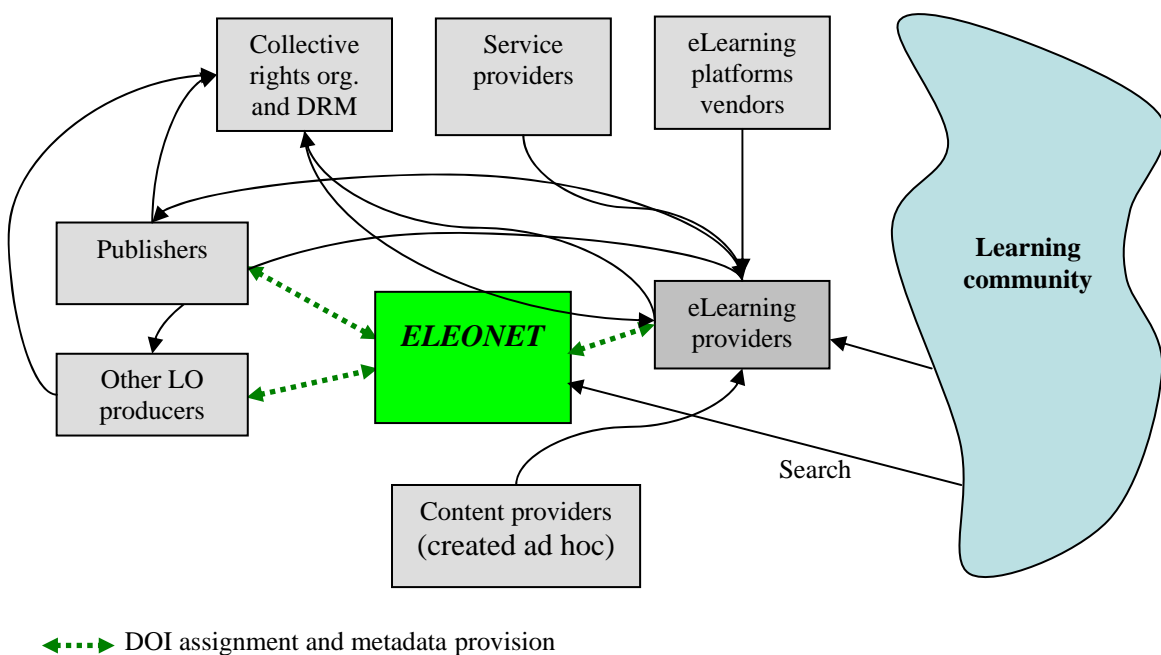 Collective
rights org.
and DRM
Service
providers
eLearning
platforms
vendors
Publishers
Learning
community
ELEONET
eLearning
providers
Other LO
producers
Search
Content providers
(created ad hoc)
DOI assignment and metadata provision